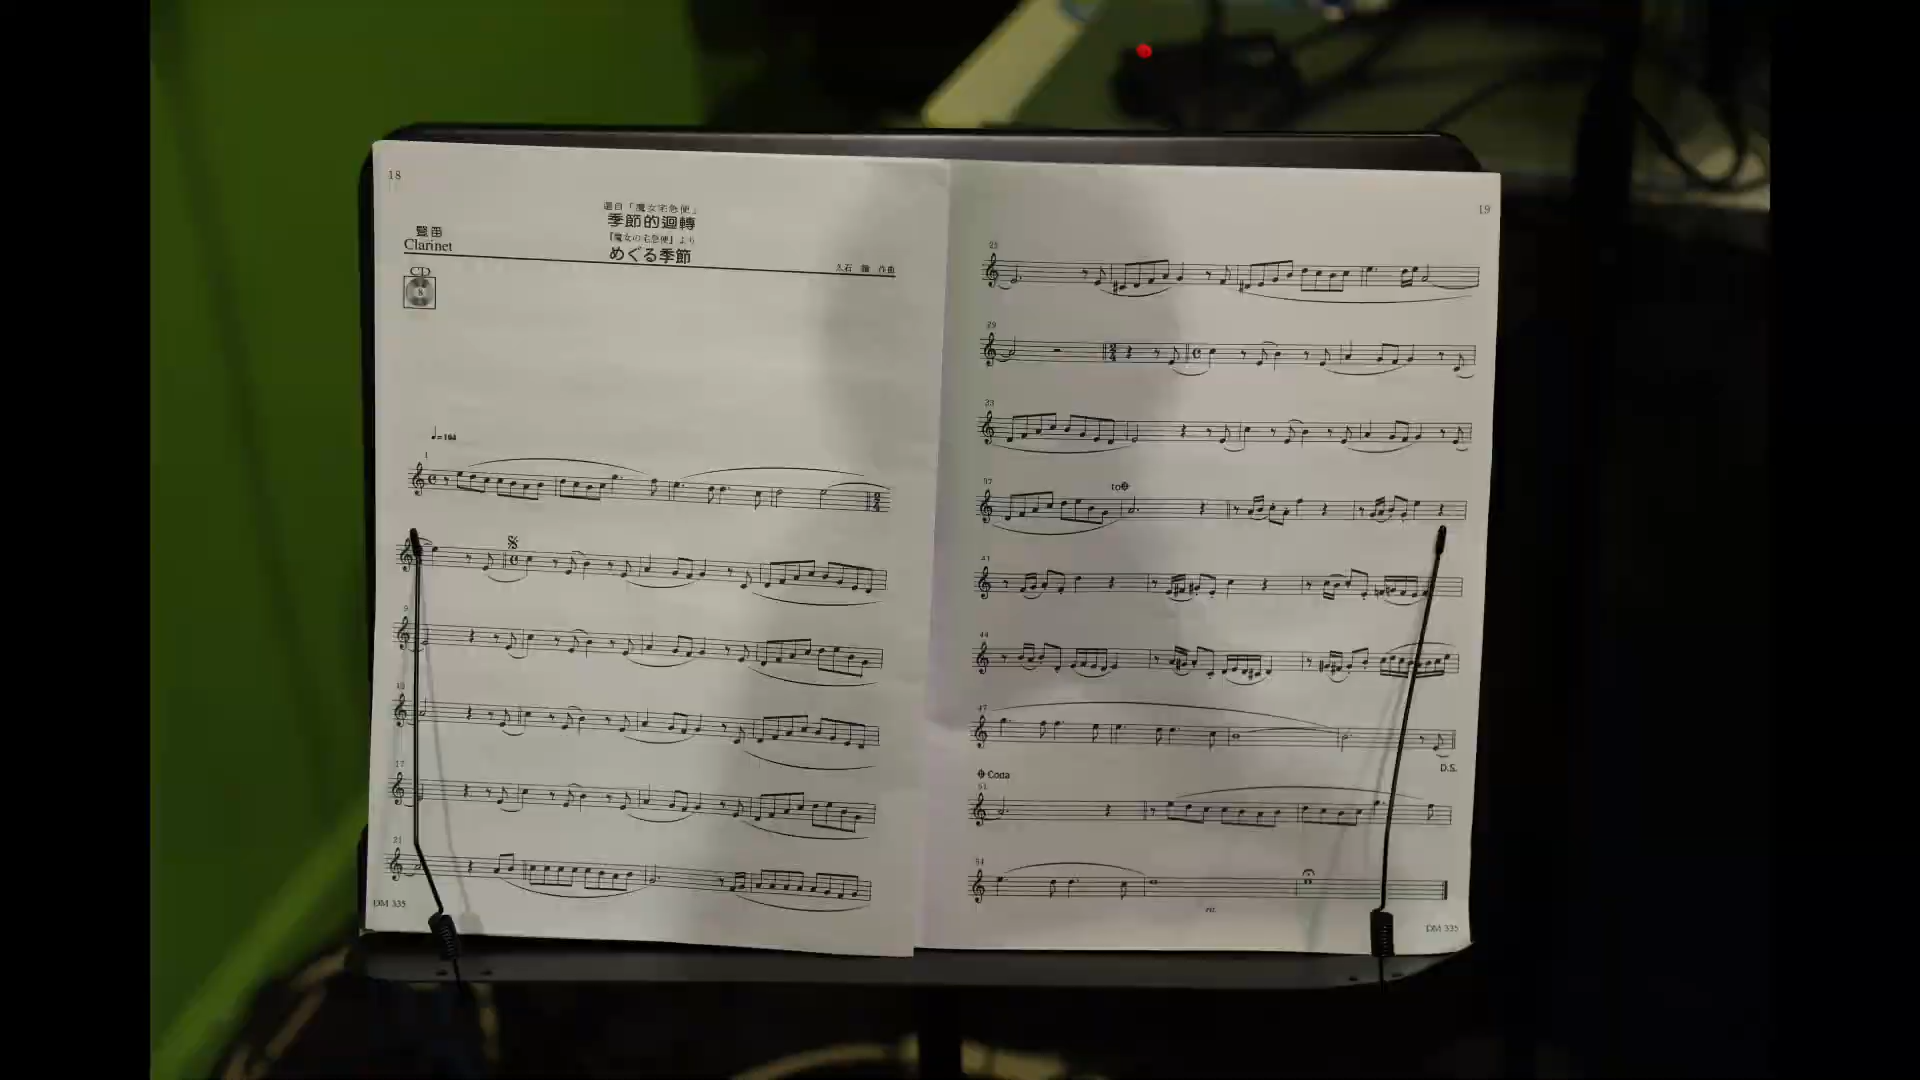 18
選自「魔女宅急便」
季節的迴轉
『魔女の宅急便』より
めぐる季節
豎笛
Clarinet
久石 讓 作曲
CD
8
♩=104
1
9
13
17
21
DM 335
19
25
29
33
37
to
41
44
47
D.S.
Coda
51
54
rit.
DM 335